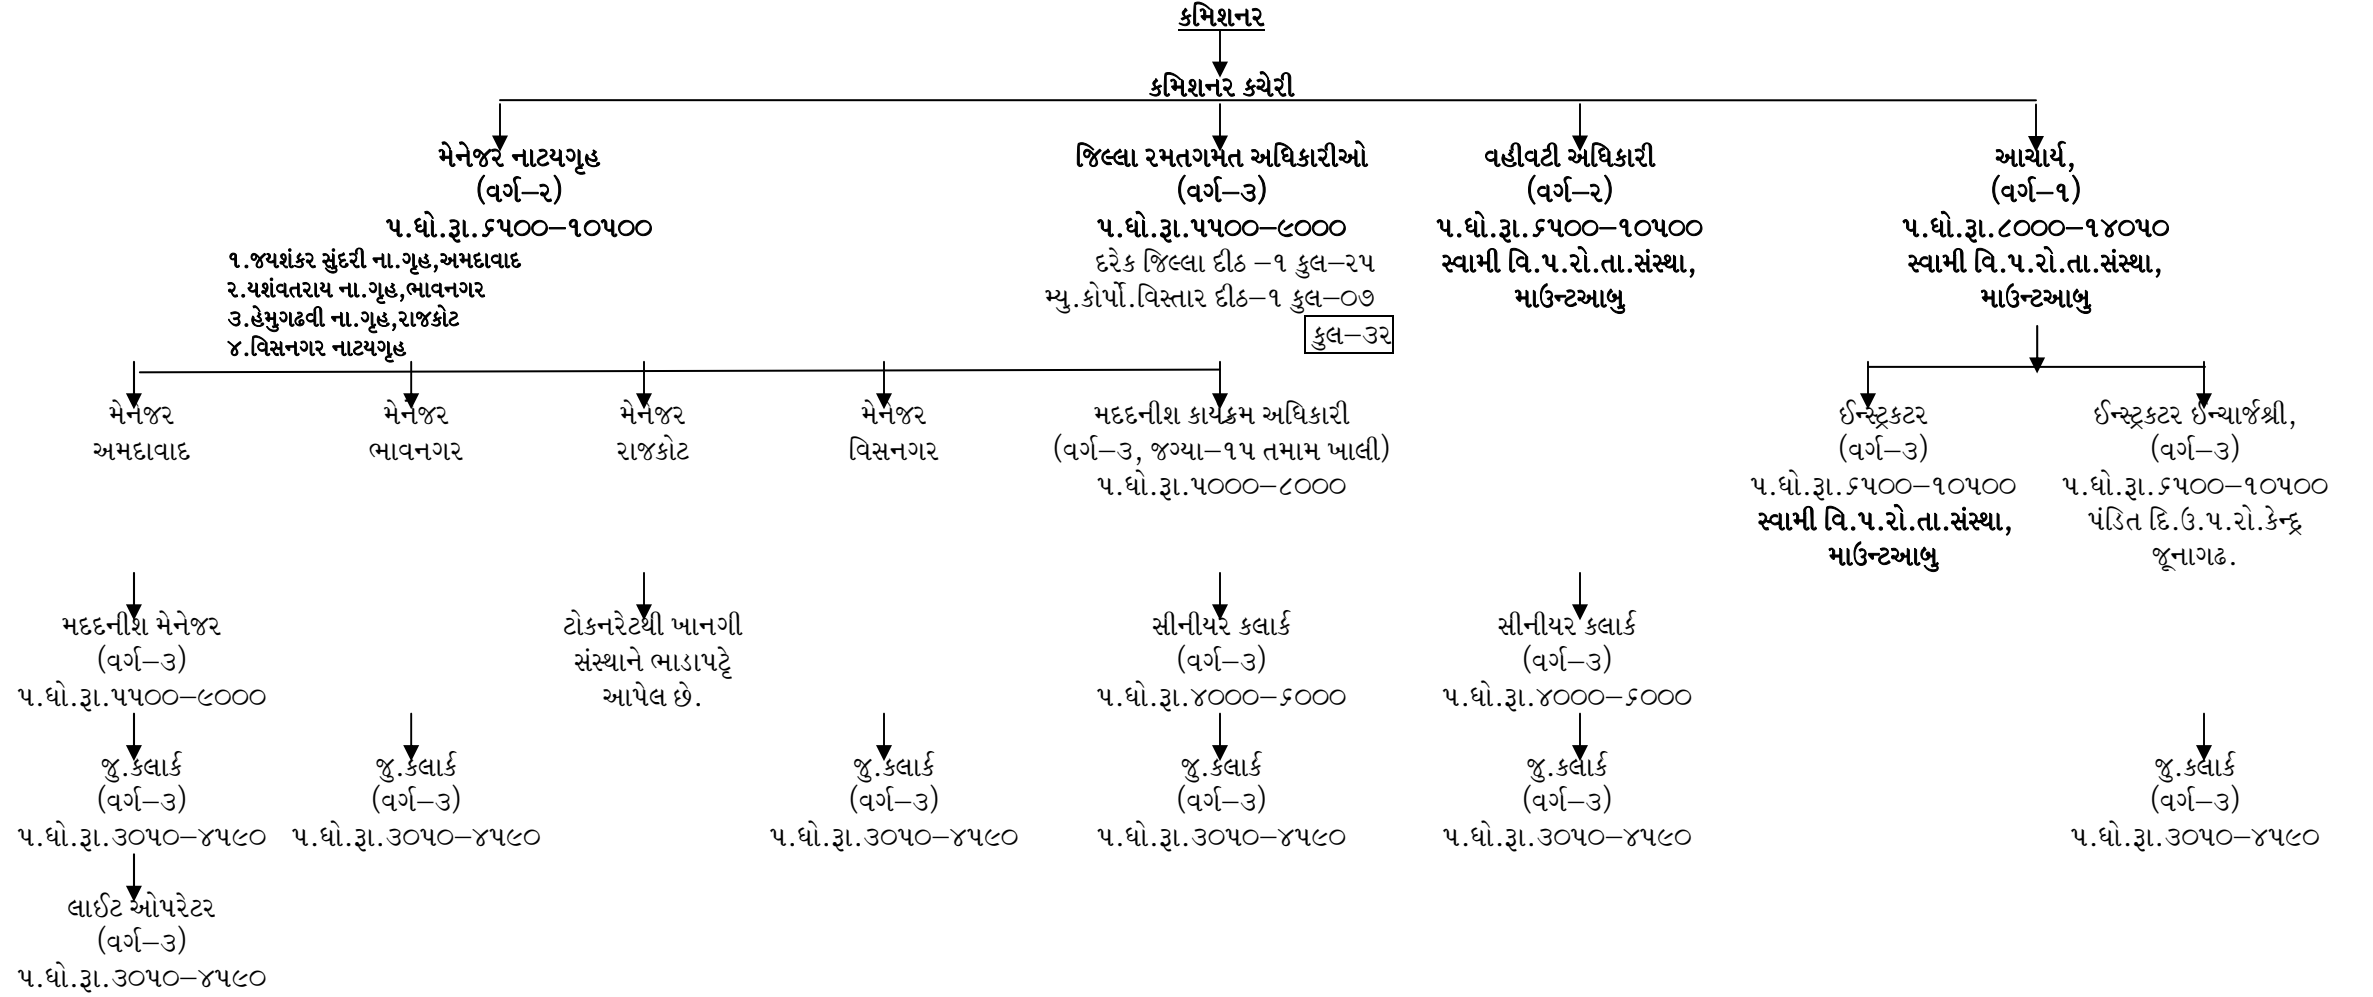 કમિશનર
કમિશનર કચેરી
મેનેજર નાટયગૃહ
(વર્ગ–ર)
પ.ધો.રૂા.૬૫૦૦–૧૦૫૦૦
૧.જયશંકર સુંદરી ના.ગૃહ,અમદાવાદ
ર.યશંવતરાય ના.ગૃહ,ભાવનગર
૩.હેમુગઢવી ના.ગૃહ,રાજકોટ
૪.વિસનગર નાટયગૃહ
જિલ્લા રમતગમત અધિકારીઓ
(વર્ગ–૩)
પ.ધો.રૂા.૫૫૦૦–૯૦૦૦
દરેક જિલ્લા દીઠ –૧ કુલ–૨૫
મ્યુ.કોર્પો.વિસ્તાર દીઠ–૧ કુલ–૦૭
કુલ–૩ર
વહીવટી અધિકારી
(વર્ગ–ર)
પ.ધો.રૂા.૬૫૦૦–૧૦૫૦૦
સ્વામી વિ.પ.રો.તા.સંસ્થા,
માઉન્ટઆબુ
આચાર્ય,
(વર્ગ–૧)
પ.ધો.રૂા.૮૦૦૦–૧૪૦૫૦
સ્વામી વિ.પ.રો.તા.સંસ્થા,
માઉન્ટઆબુ
મેનેજર
અમદાવાદ
મેનેજર
ભાવનગર
મેનેજર
રાજકોટ
મેનેજર
વિસનગર
મદદનીશ કાર્યક્રમ અધિકારી
(વર્ગ–૩, જગ્યા–૧૫ તમામ ખાલી)
પ.ધો.રૂા.૫૦૦૦–૮૦૦૦
ઈન્સ્ટ્રકટર
(વર્ગ–૩)
પ.ધો.રૂા.૬૫૦૦–૧૦૫૦૦
સ્વામી વિ.પ.રો.તા.સંસ્થા,
માઉન્ટઆબુ
ઈન્સ્ટ્રકટર ઈન્ચાર્જશ્રી,
(વર્ગ–૩)
પ.ધો.રૂા.૬૫૦૦–૧૦૫૦૦
પંડિત દિ.ઉ.પ.રો.કેન્દ્ર
જૂનાગઢ.
મદદનીશ મેનેજર
(વર્ગ–૩)
પ.ધો.રૂા.૫૫૦૦–૯૦૦૦
ટોકનરેટથી ખાનગી
સંસ્થાને ભાડાપટ્ટે
આપેલ છે.
સીનીયર કલાર્ક
(વર્ગ–૩)
પ.ધો.રૂા.૪૦૦૦–૬૦૦૦
સીનીયર કલાર્ક
(વર્ગ–૩)
પ.ધો.રૂા.૪૦૦૦–૬૦૦૦
જુ.કલાર્ક
(વર્ગ–૩)
પ.ધો.રૂા.૩૦૫૦–૪૫૯૦
જુ.કલાર્ક
(વર્ગ–૩)
પ.ધો.રૂા.૩૦૫૦–૪૫૯૦
જુ.કલાર્ક
(વર્ગ–૩)
પ.ધો.રૂા.૩૦૫૦–૪૫૯૦
જુ.કલાર્ક
(વર્ગ–૩)
પ.ધો.રૂા.૩૦૫૦–૪૫૯૦
જુ.કલાર્ક
(વર્ગ–૩)
પ.ધો.રૂા.૩૦૫૦–૪૫૯૦
જુ.કલાર્ક
(વર્ગ–૩)
પ.ધો.રૂા.૩૦૫૦–૪૫૯૦
લાઈટ ઓપરેટર
(વર્ગ–૩)
પ.ધો.રૂા.૩૦૫૦–૪૫૯૦